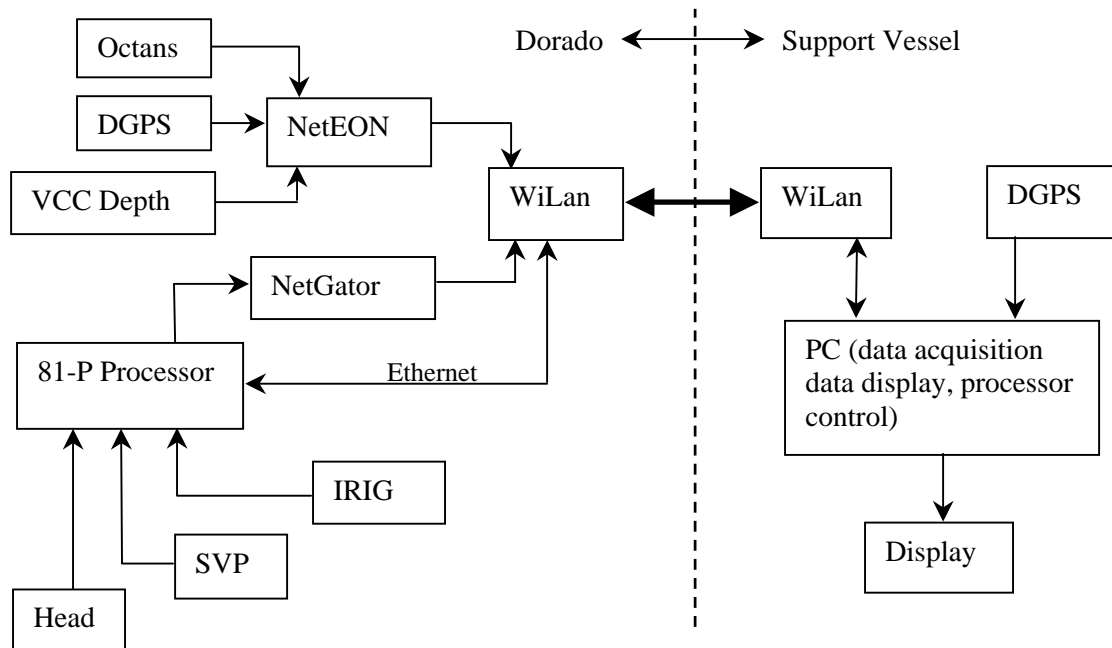 Octans
Dorado
Support Vessel
DGPS
NetEON
VCC Depth
WiLan
WiLan
DGPS
NetGator
81-P Processor
Ethernet
PC (data acquisition
data display, processor
control)
IRIG
SVP
Display
Head